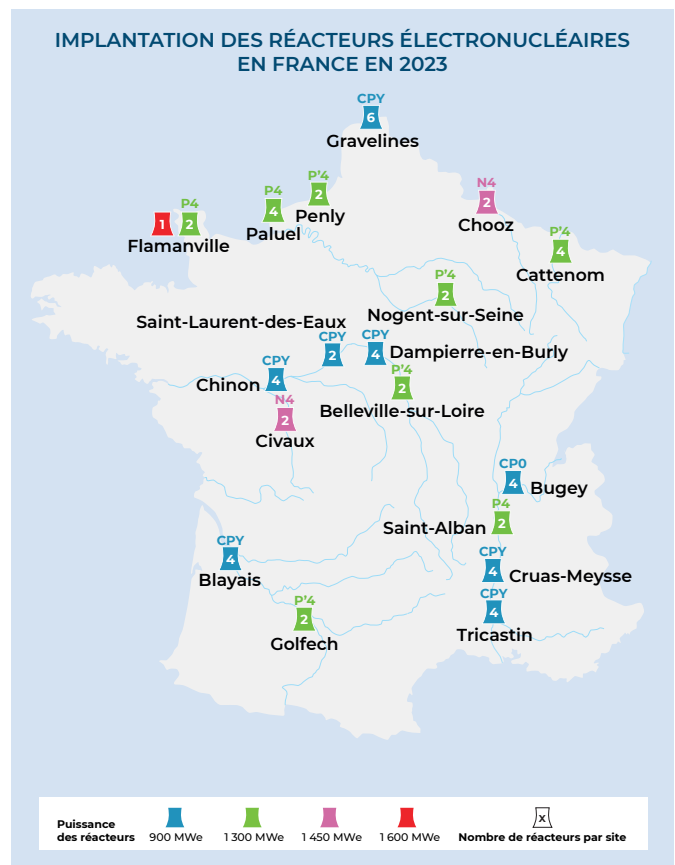 IMPLANTATION DES RÉACTEURS ÉLECTRONUCLÉAIRES
EN FRANCE EN 2023
CPY
6
Gravelines
P'4
2
Penly
P4
4
Paluel
N4
2
Chooz
1
P4
2
Flamanville
P'4
4
Cattenom
P'4
2
Nogent-sur-Seine
Saint-Laurent-des-Eaux
CPY
2
CPY
4
Dampierre-en-Burly
CPY
4
Chinon
P'4
2
Belleville-sur-Loire
N4
2
Civaux
CP0
4
Bugey
P4
2
Saint-Alban
CPY
4
Blayais
CPY
4
Cruas-Meysse
CPY
4
Tricastin
P'4
2
Golfech
Puissance
des réacteurs
900 MWe
1 300 MWe
1 450 MWe
1 600 MWe
x
Nombre de réacteurs par site